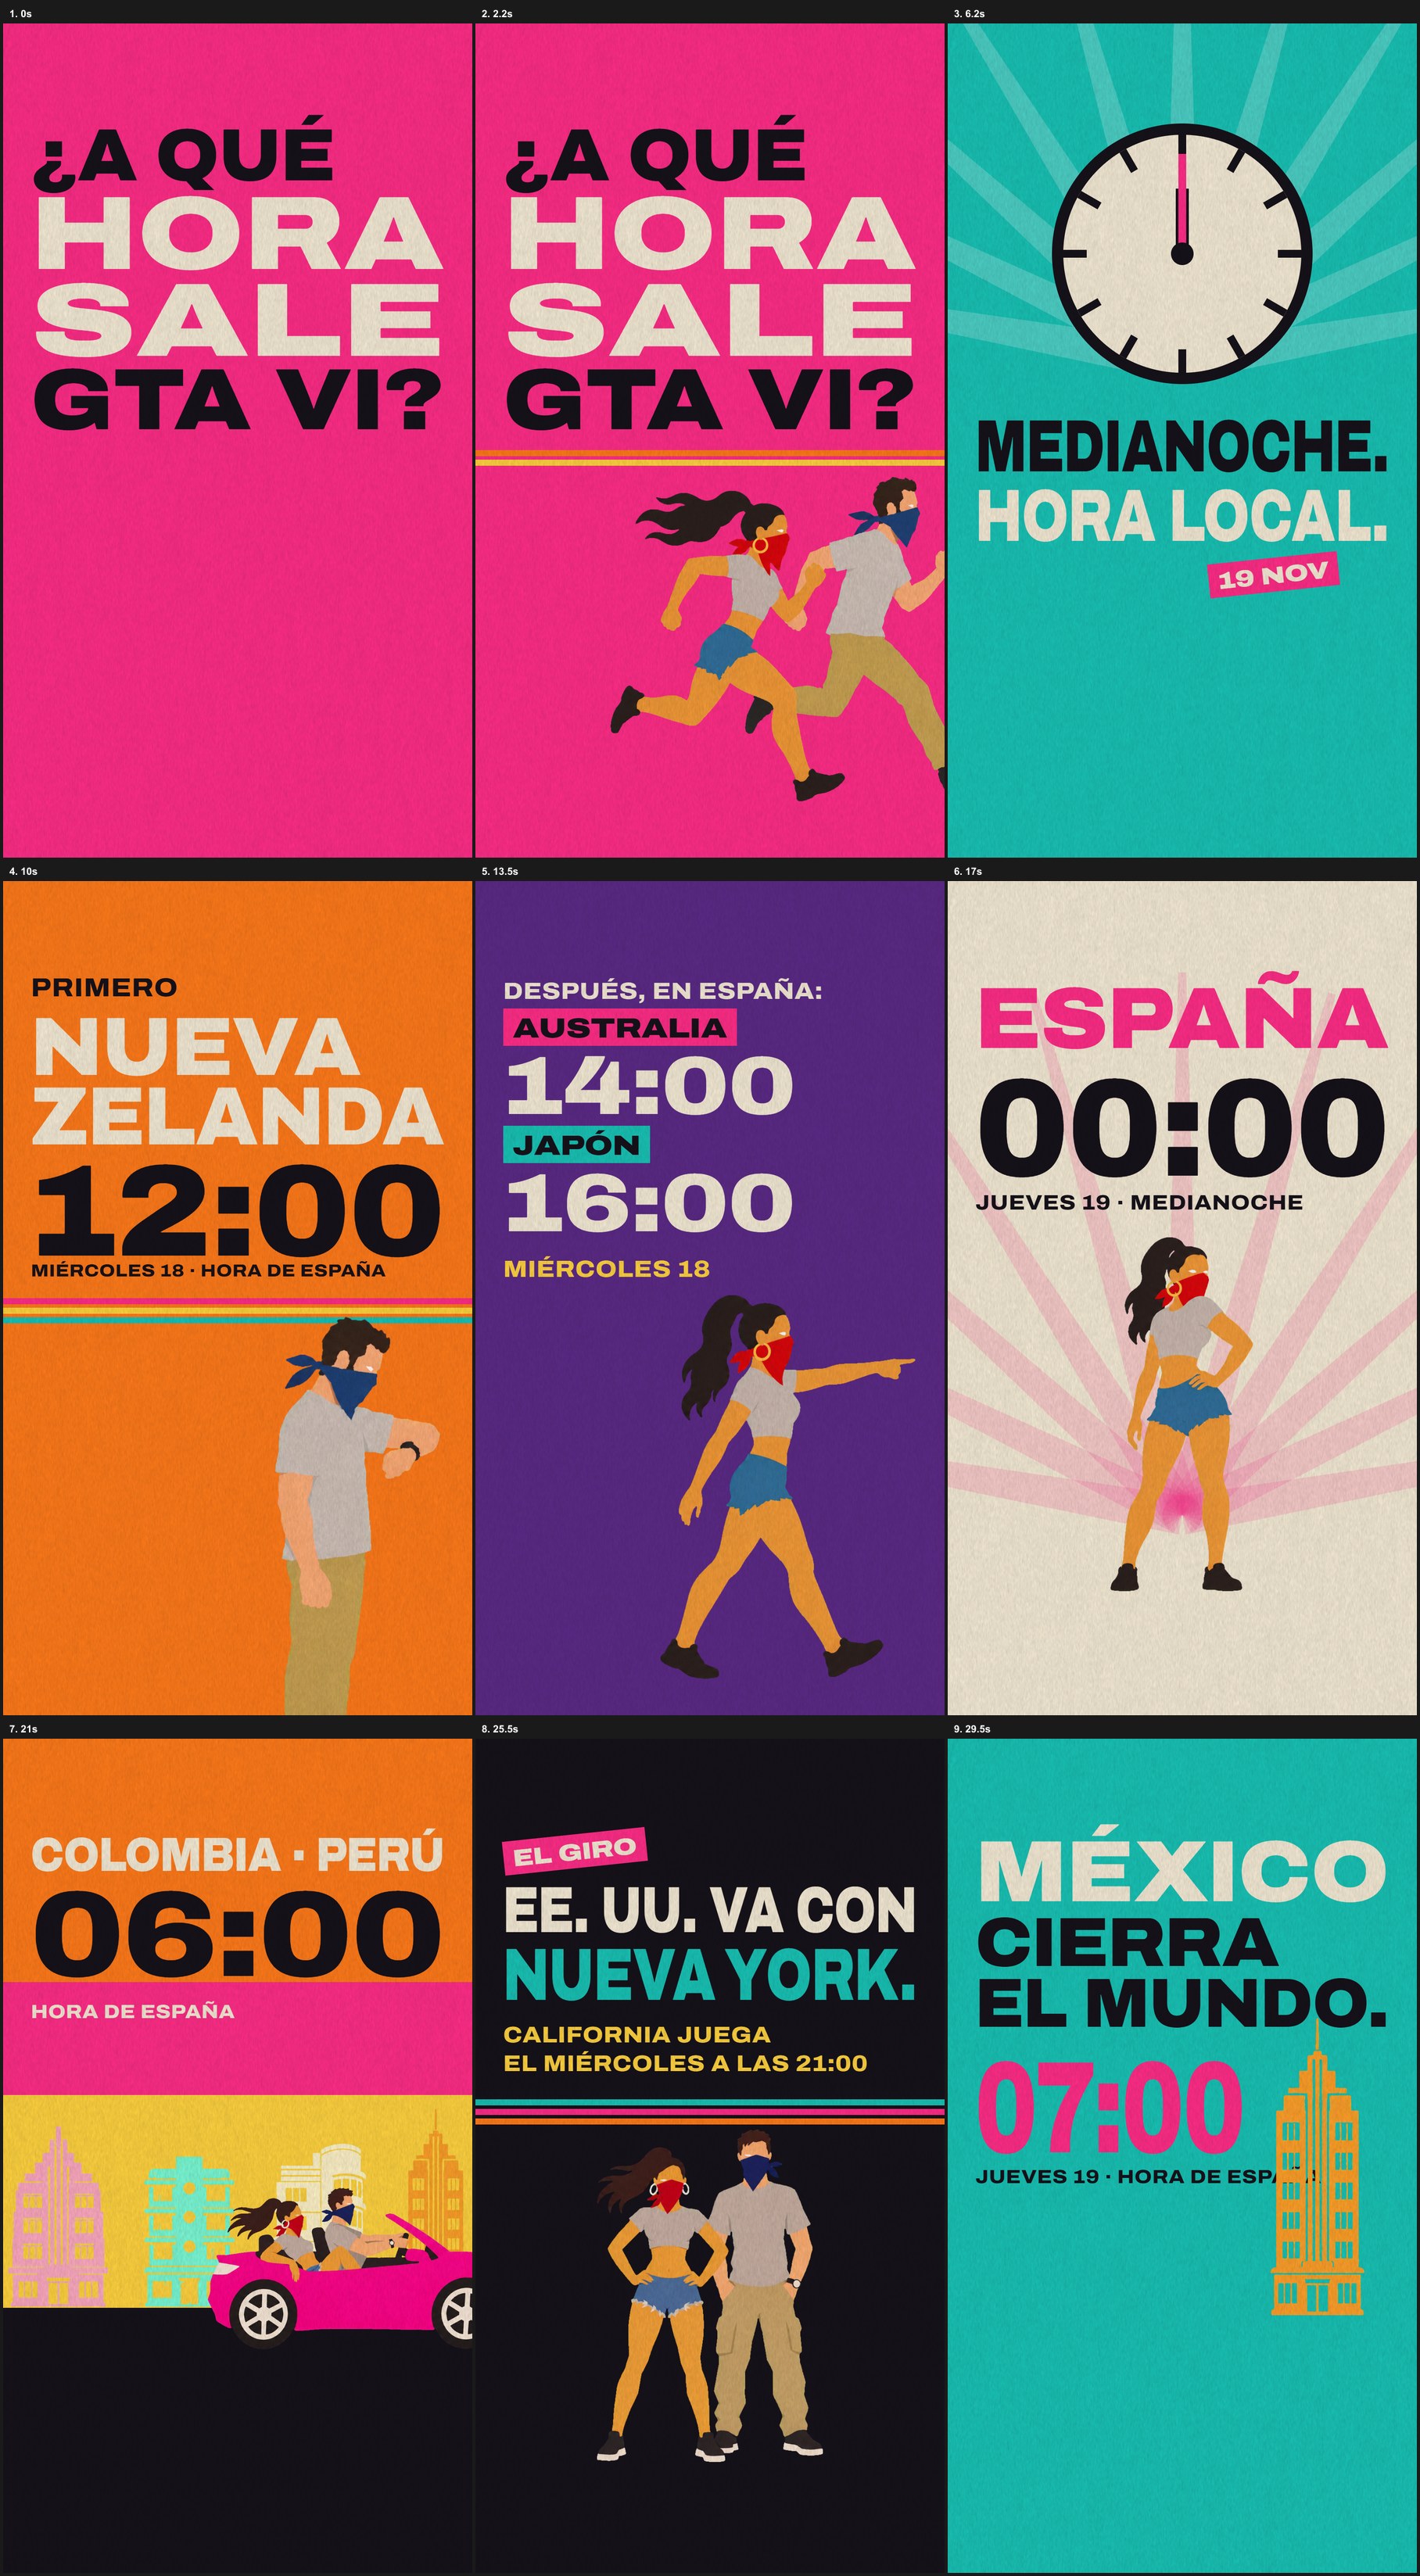 1. 0s
¿A QUÉ
HORA
SALE
GTA VI?
2. 2.2s
¿A QUÉ
HORA
SALE
GTA VI?
3. 6.2s
MEDIANOCHE.
HORA LOCAL.
19 NOV
4. 10s
PRIMERO
NUEVA
ZELANDA
12:00
MIÉRCOLES 18 · HORA DE ESPAÑA
5. 13.5s
DESPUÉS, EN ESPAÑA:
AUSTRALIA
14:00
JAPÓN
16:00
MIÉRCOLES 18
6. 17s
ESPAÑA
00:00
JUEVES 19 · MEDIANOCHE
7. 21s
COLOMBIA · PERÚ
06:00
HORA DE ESPAÑA
8. 25.5s
EL GIRO
EE. UU. VA CON
NUEVA YORK.
CALIFORNIA JUEGA
EL MIÉRCOLES A LAS 21:00
9. 29.5s
MÉXICO
CIERRA
EL MUNDO.
07:00
JUEVES 19 · HORA DE